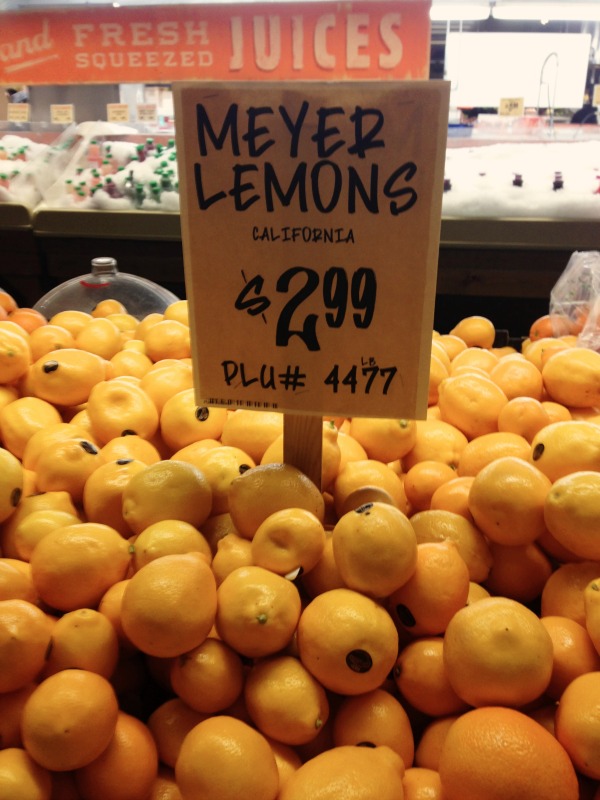 and FRESH SQUEEZED JUICES
MEYER
LEMONS
CALIFORNIA
$2.99
LB
PLU# 4477